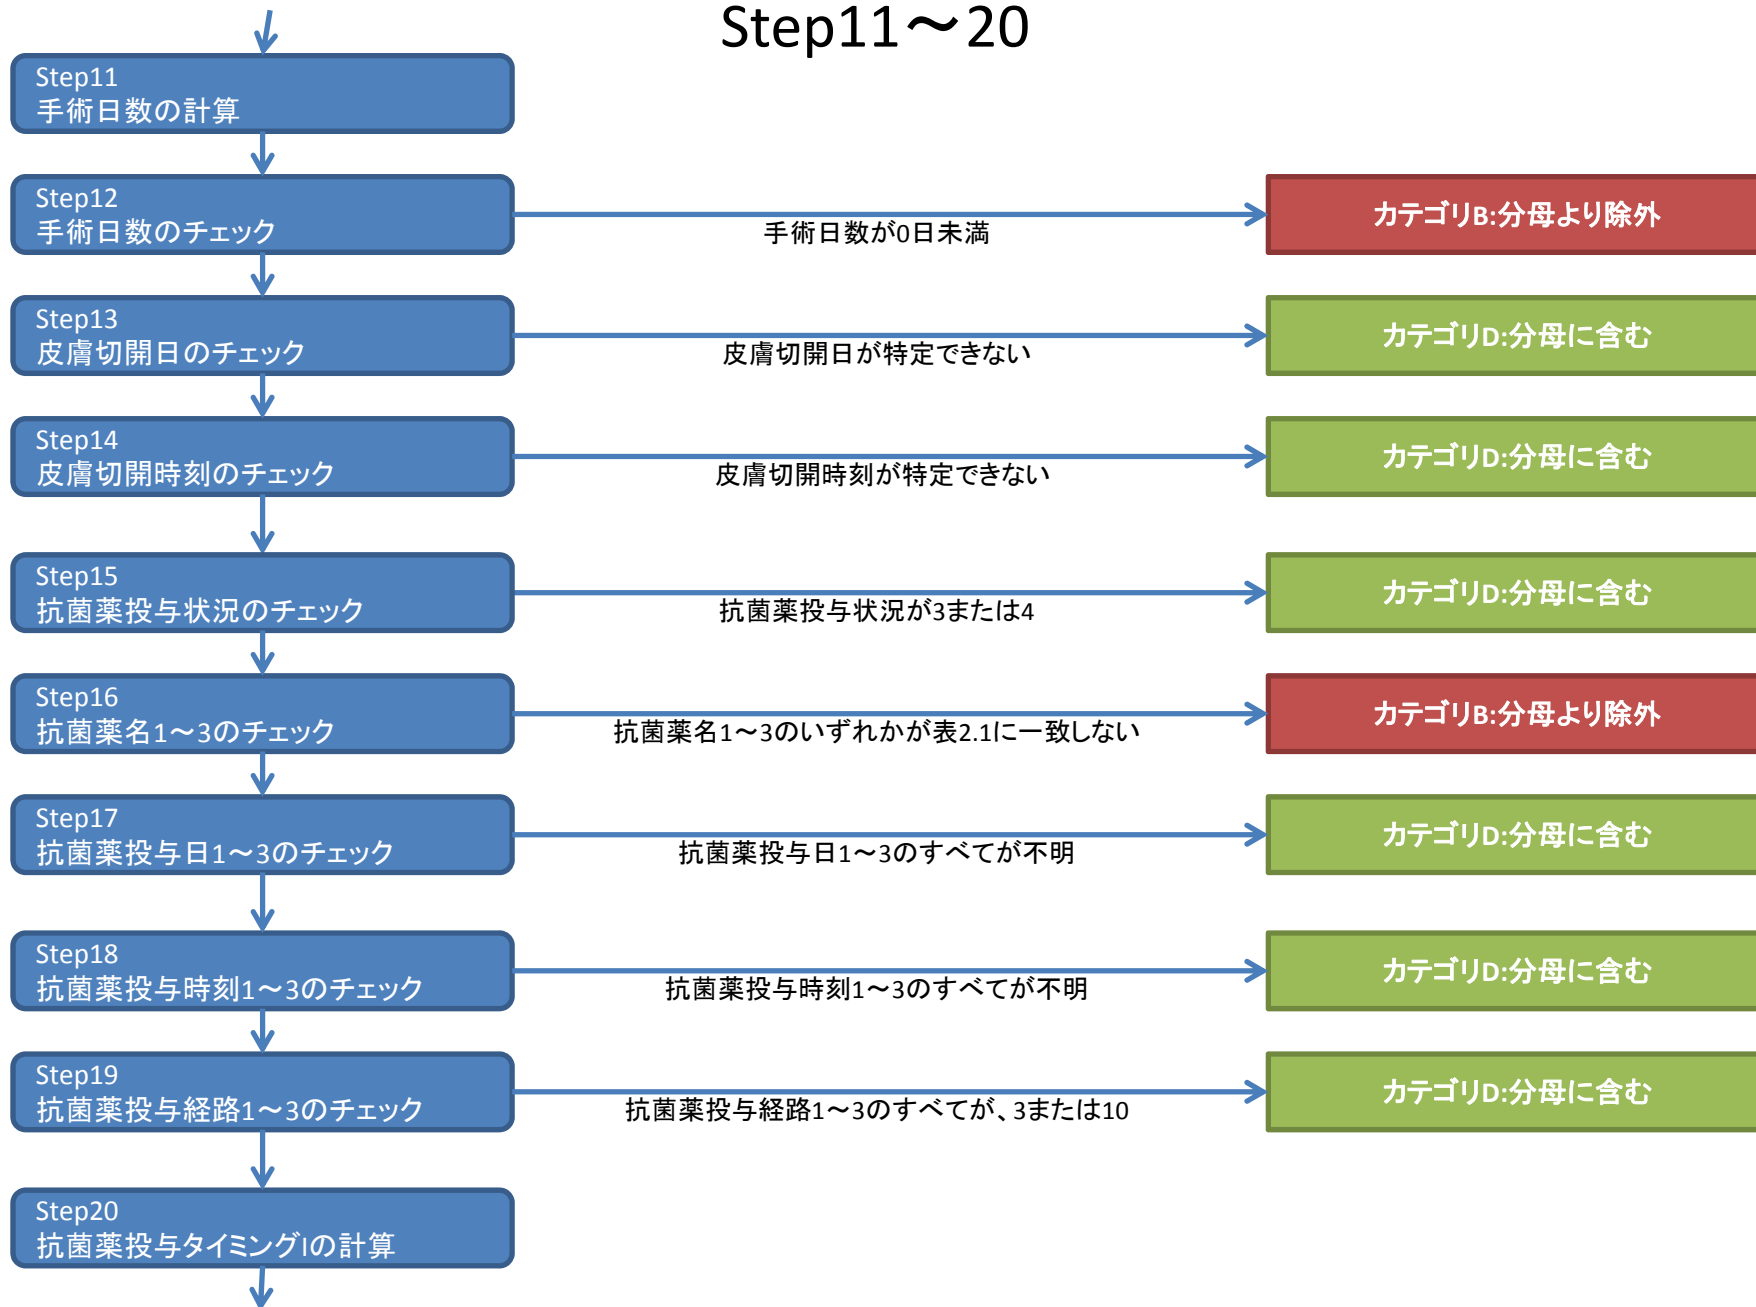 Step11～20
Step11
手術日数の計算
Step12
手術日数のチェック
手術日数が0日未満
カテゴリB:分母より除外
Step13
皮膚切開日のチェック
皮膚切開日が特定できない
カテゴリD:分母に含む
Step14
皮膚切開時刻のチェック
皮膚切開時刻が特定できない
カテゴリD:分母に含む
Step15
抗菌薬投与状況のチェック
抗菌薬投与状況が3または4
カテゴリD:分母に含む
Step16
抗菌薬名1～3のチェック
抗菌薬名1～3のいずれかが表2.1に一致しない
カテゴリB:分母より除外
Step17
抗菌薬投与日1～3のチェック
抗菌薬投与日1～3のすべてが不明
カテゴリD:分母に含む
Step18
抗菌薬投与時刻1～3のチェック
抗菌薬投与時刻1～3のすべてが不明
カテゴリD:分母に含む
Step19
抗菌薬投与経路1～3のチェック
抗菌薬投与経路1～3のすべてが、3または10
カテゴリD:分母に含む
Step20
抗菌薬投与タイミングIの計算